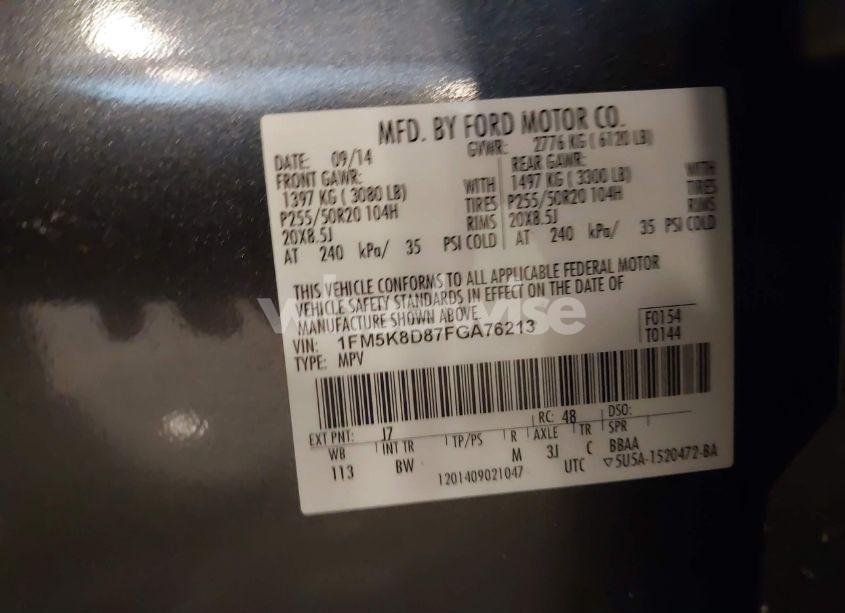 MFD. BY FORD MOTOR CO.
DATE: 09/14 GVWR: 2776 KG ( 6120 LB)
FRONT GAWR: REAR GAWR:
1397 KG ( 3080 LB) WITH 1497 KG ( 3300 LB) WITH
P255/50R20 104H TIRES P255/50R20 104H TIRES
20X8.5J RIMS 20X8.5J RIMS
AT 240 kPa/ 35 PSI COLD AT 240 kPa/ 35 PSI COLD
THIS VEHICLE CONFORMS TO ALL APPLICABLE FEDERAL MOTOR
VEHICLE SAFETY STANDARDS IN EFFECT ON THE DATE OF
MANUFACTURE SHOWN ABOVE.
VIN: 1FM5K8D87FGA76213 F0154
TYPE: MPV T0144
EXT PNT: J7 RC: 48 DSO:
WB INT TR TP/PS R AXLE TR SPR
113 BW M 3J C BBAA
1201409021047 UTC ▽5U5A-1520472-BA